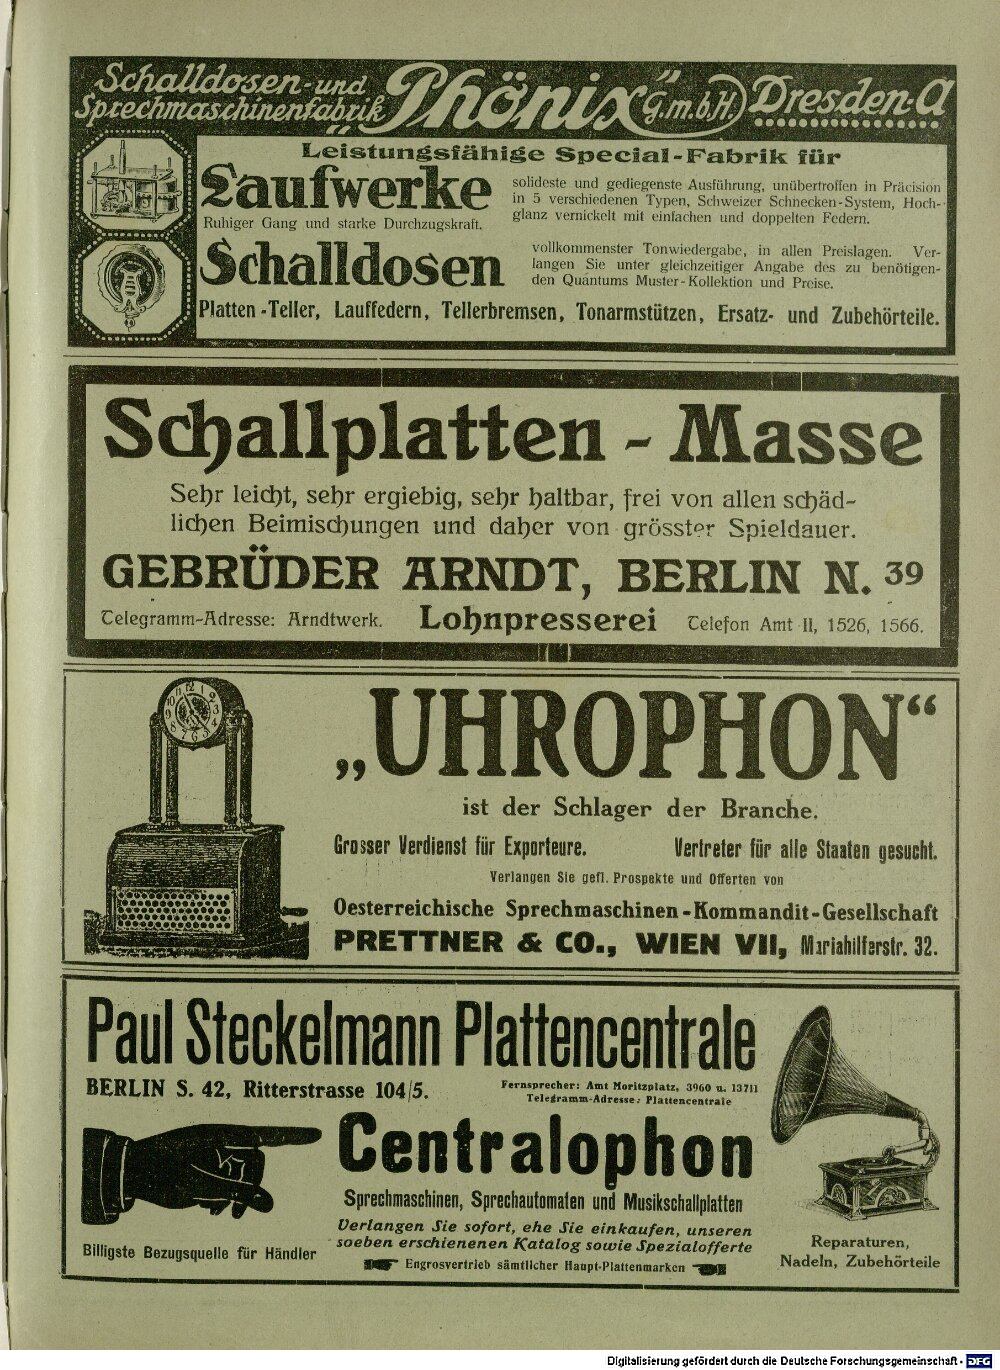 Schalldosen- und
Sprechmaschinenfabrik „Phönix“ G.m.b.H. Dresden-A
Leistungsfähige Special-Fabrik für
Laufwerke
solideste und gediegenste Ausführung, unübertroffen in Präcision
in 5 verschiedenen Typen, Schweizer Schnecken-System, Hoch-
glanz vernickelt mit einfachen und doppelten Federn.
Ruhiger Gang und starke Durchzugskraft.
Schalldosen
vollkommenster Tonwiedergabe, in allen Preislagen. Ver-
langen Sie unter gleichzeitiger Angabe des zu benötigen-
den Quantums Muster-Kollektion und Preise.
Platten-Teller, Lauffedern, Tellerbremsen, Tonarmstützen, Ersatz- und Zubehörteile.
Schallplatten - Masse
Sehr leicht, sehr ergiebig, sehr haltbar, frei von allen schäd-
lichen Beimischungen und daher von grösster Spieldauer.
GEBRÜDER ARNDT, BERLIN N. 39
Telegramm-Adresse: Arndtwerk. Lohnpresserei Telefon Amt II, 1526, 1566.
„UHROPHON“
ist der Schlager der Branche.
Grosser Verdienst für Exporteure. Vertreter für alle Staaten gesucht.
Verlangen Sie gefl. Prospekte und Offerten von
Oesterreichische Sprechmaschinen-Kommandit-Gesellschaft
PRETTNER & CO., WIEN VII, Mariahilferstr. 32.
Paul Steckelmann Plattencentrale
BERLIN S. 42, Ritterstrasse 104/5.
Fernsprecher: Amt Moritzplatz, 3960 u. 13711
Telegramm-Adresse: Plattencentrale
Centralophon
Sprechmaschinen, Sprechautomaten und Musikschallplatten
Verlangen Sie sofort, ehe Sie einkaufen, unseren
soeben erschienenen Katalog sowie Spezialofferte
Billigste Bezugsquelle für Händler
Engrosvertrieb sämtlicher Haupt-Plattenmarken
Reparaturen,
Nadeln, Zubehörteile
Digitalisierung gefördert durch die Deutsche Forschungsgemeinschaft - DFG